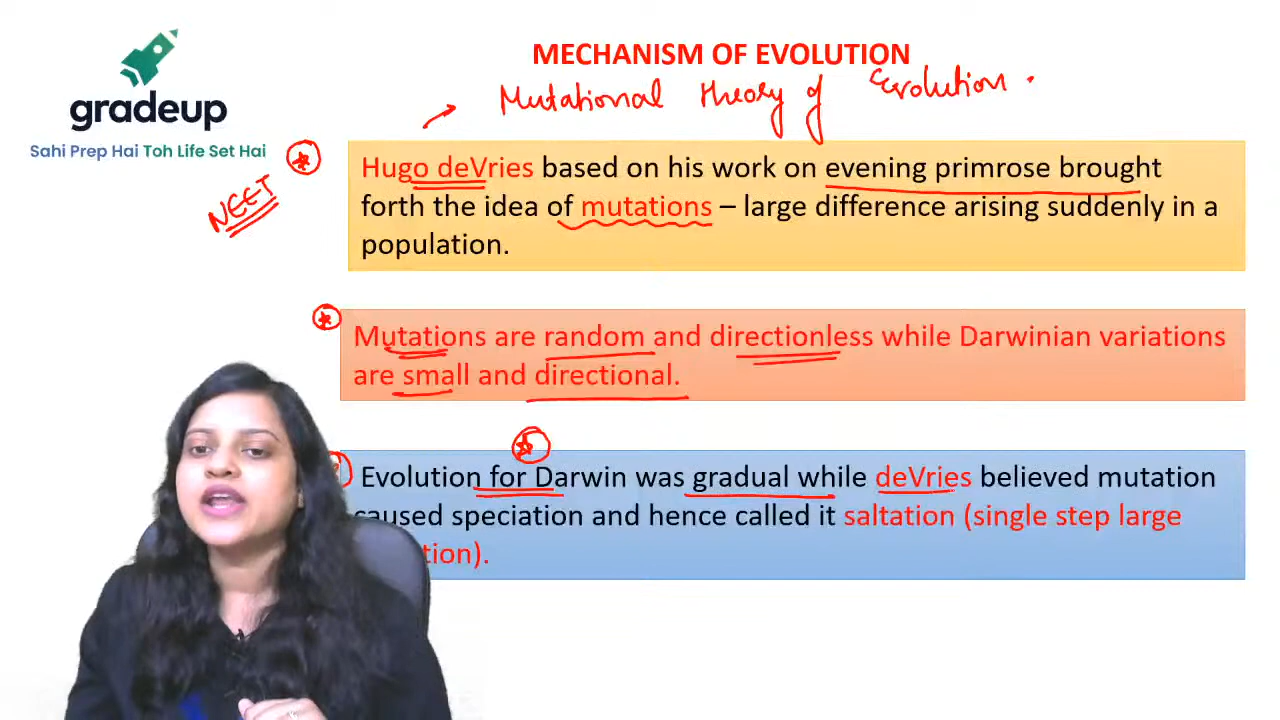 MECHANISM OF EVOLUTION
Mutational theory of Evolution.
gradeup
Sahi Prep Hai Toh Life Set Hai
NEET
Hugo deVries based on his work on evening primrose brought
forth the idea of mutations – large difference arising suddenly in a
population.
Mutations are random and directionless while Darwinian variations
are small and directional.
Evolution for Darwin was gradual while deVries believed mutation
caused speciation and hence called it saltation (single step large
tion).